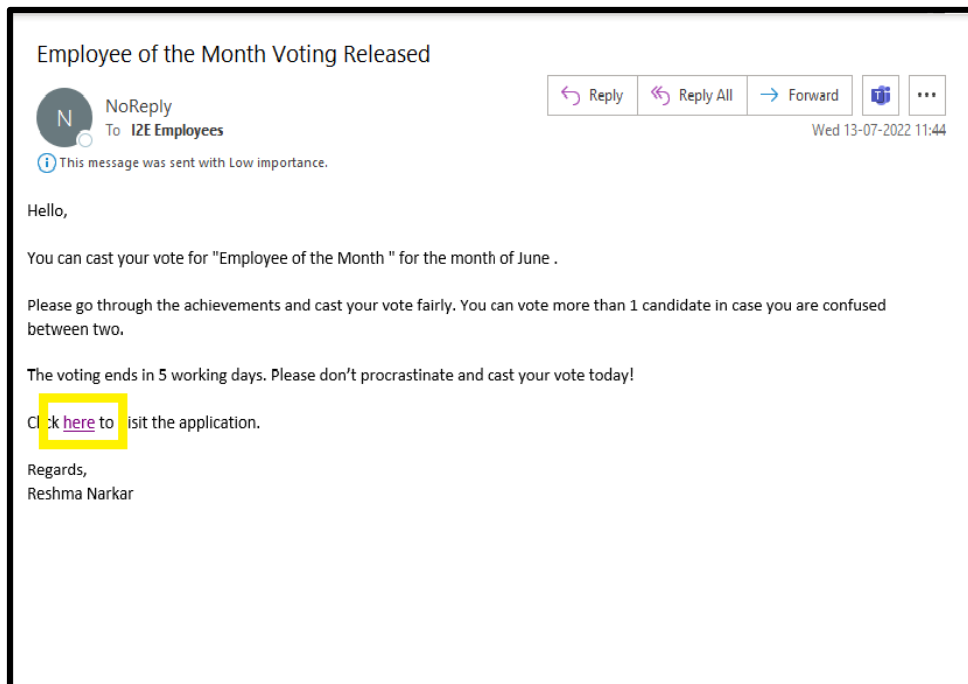 Employee of the Month Voting Released
Reply
Reply All
Forward
N
NoReply
To I2E Employees
Wed 13-07-2022 11:44
This message was sent with Low importance.
Hello,
You can cast your vote for "Employee of the Month " for the month of June .
Please go through the achievements and cast your vote fairly. You can vote more than 1 candidate in case you are confused
between two.
The voting ends in 5 working days. Please don’t procrastinate and cast your vote today!
Click here to visit the application.
Regards,
Reshma Narkar